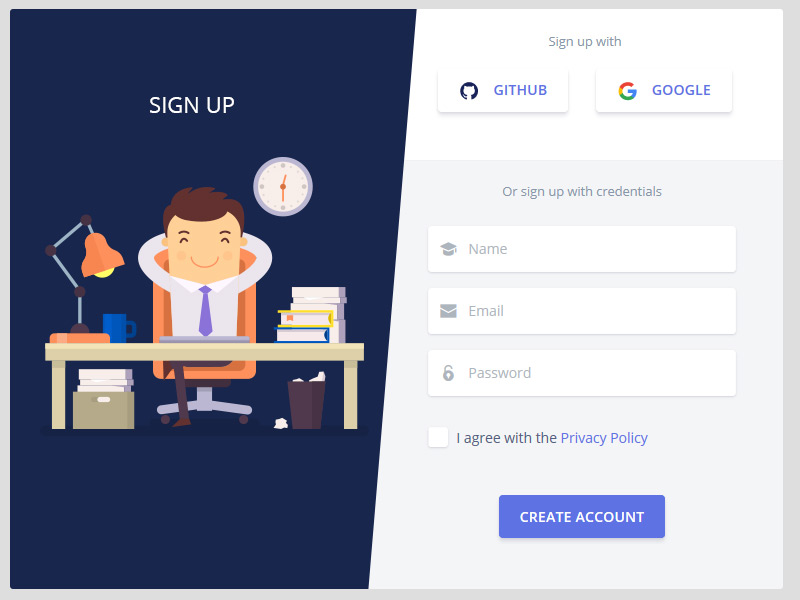 SIGN UP
Sign up with
GITHUB
GOOGLE
Or sign up with credentials
Name
Email
Password
I agree with the Privacy Policy
CREATE ACCOUNT